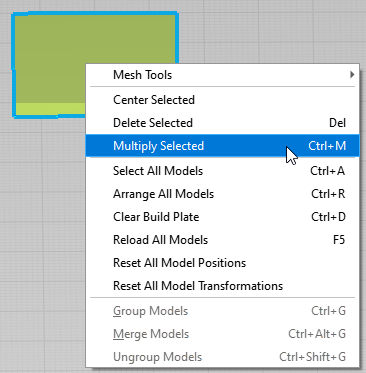 Mesh Tools
Center Selected
Delete Selected Del
Multiply Selected Ctrl+M
Select All Models Ctrl+A
Arrange All Models Ctrl+R
Clear Build Plate Ctrl+D
Reload All Models F5
Reset All Model Positions
Reset All Model Transformations
Group Models Ctrl+G
Merge Models Ctrl+Alt+G
Ungroup Models Ctrl+Shift+G